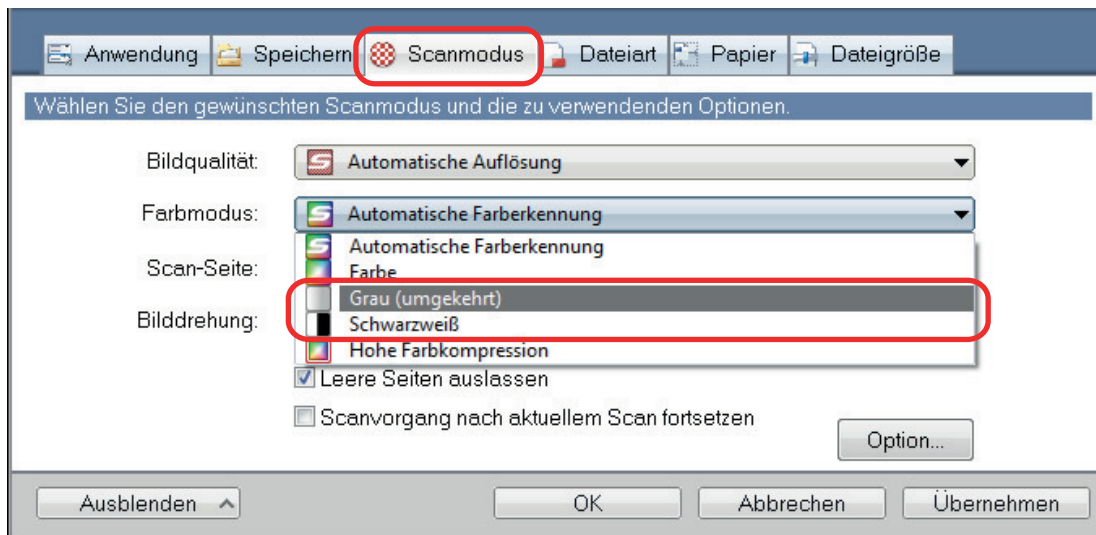 Anwendung Speichern Scanmodus Dateiart Papier Dateigröße
Wählen Sie den gewünschten Scanmodus und die zu verwendenden Optionen.
Bildqualität: Automatische Auflösung
Farbmodus: Automatische Farberkennung
Automatische Farberkennung
Scan-Seite: Farbe
Grau (umgekehrt)
Bilddrehung: Schwarzweiß
Hohe Farbkompression
Leere Seiten auslassen
Scanvorgang nach aktuellem Scan fortsetzen
Option...
Ausblenden OK Abbrechen Übernehmen